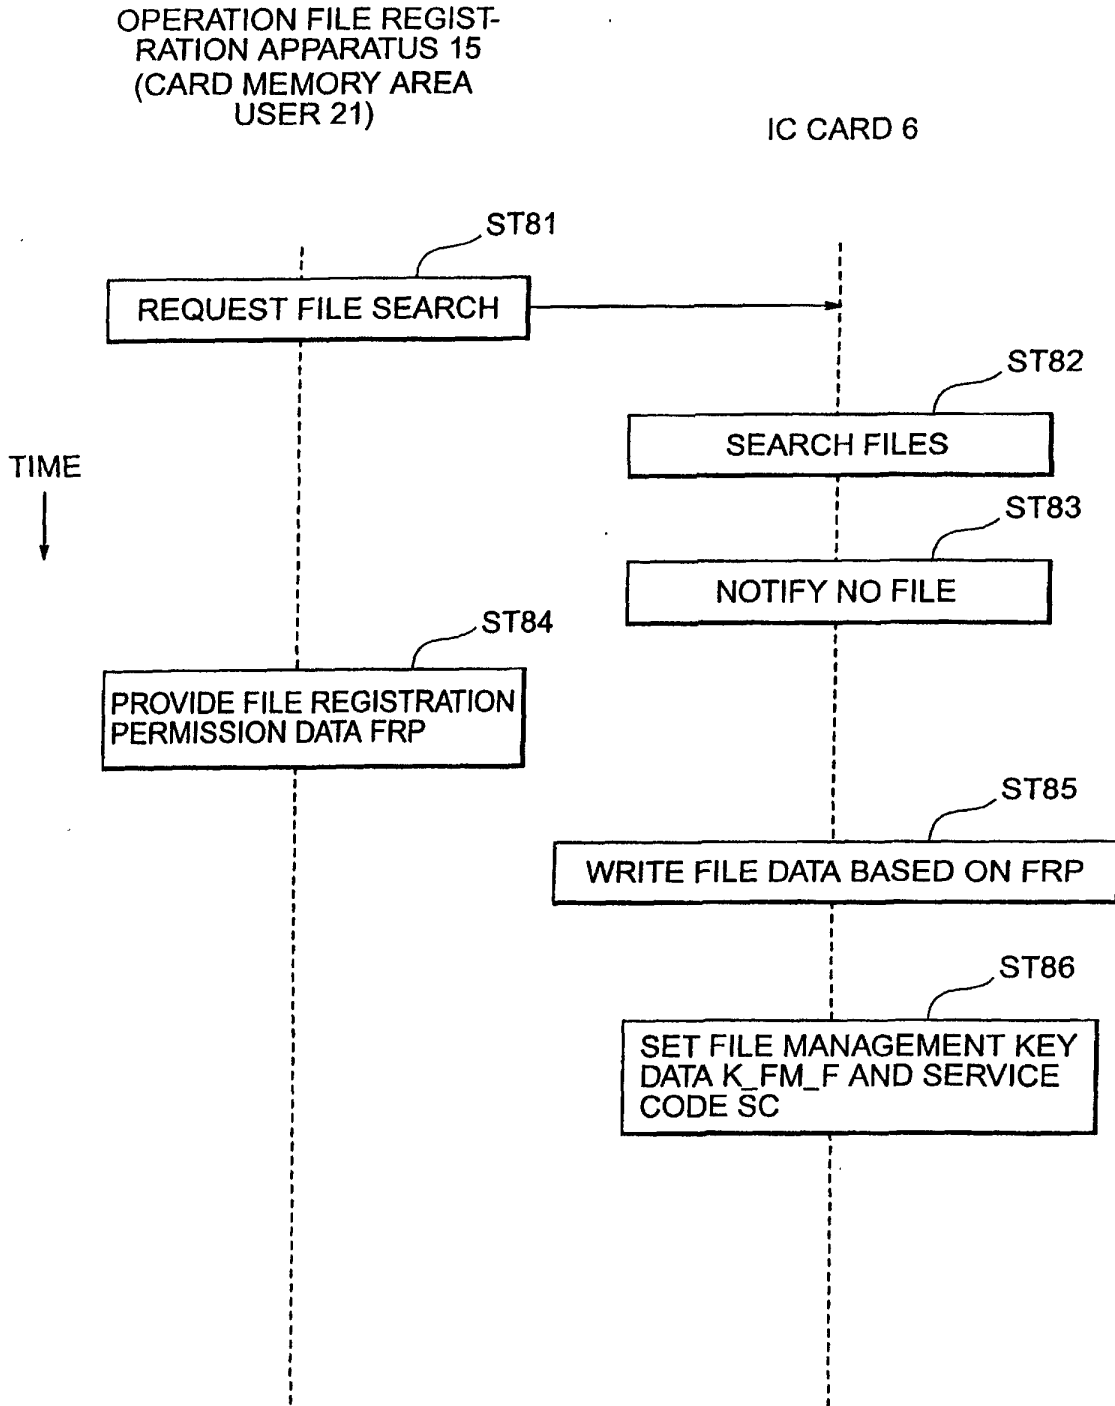 OPERATION FILE REGIST-
RATION APPARATUS 15
(CARD MEMORY AREA
USER 21)
IC CARD 6
ST81
REQUEST FILE SEARCH
ST82
SEARCH FILES
TIME
ST83
NOTIFY NO FILE
ST84
PROVIDE FILE REGISTRATION
PERMISSION DATA FRP
ST85
WRITE FILE DATA BASED ON FRP
ST86
SET FILE MANAGEMENT KEY
DATA K_FM_F AND SERVICE
CODE SC